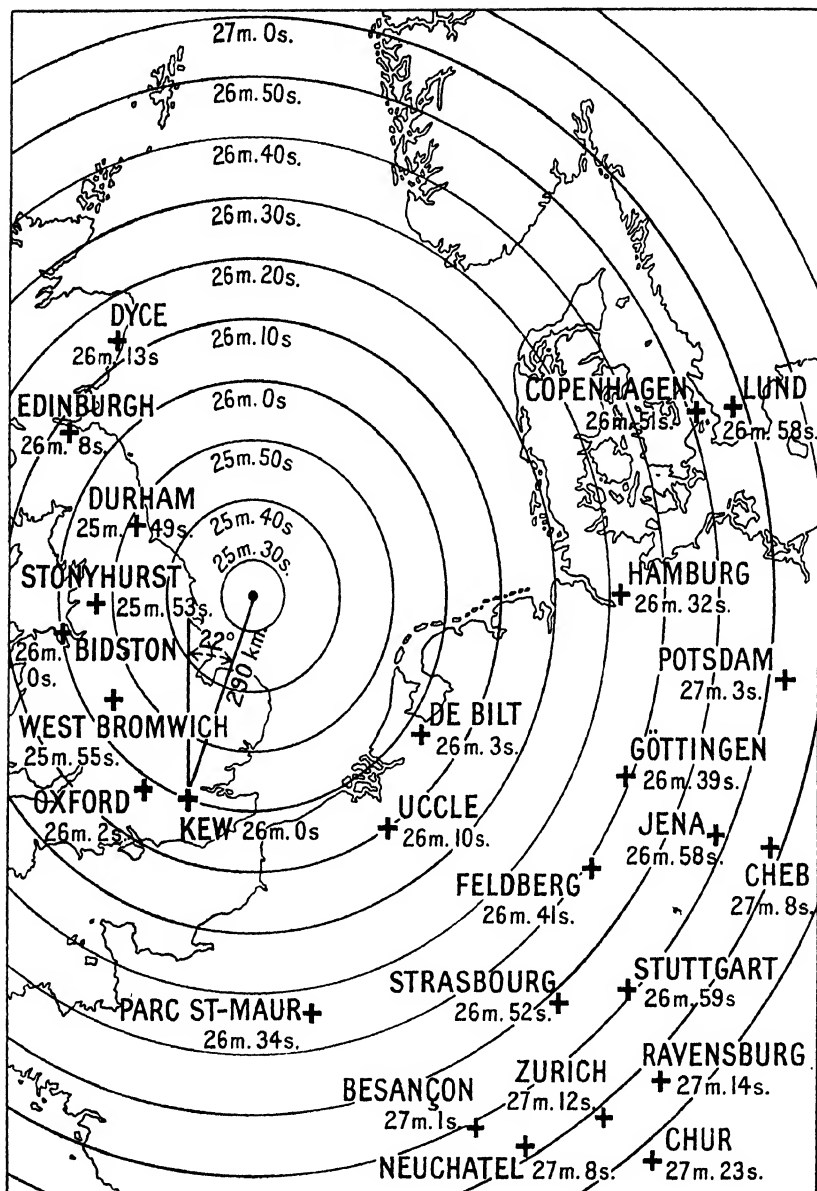 27m. 0s.
26m. 50s.
26m. 40s.
26m. 30s.
26m. 20s.
26m. 10s
26m. 0s
25m. 50s
25m. 40s
25m. 30s.
DYCE
26m. 13s
EDINBURGH
26m. 8s.
DURHAM
25m. 49s.
STONYHURST
25m. 53s.
26m.
0s.
BIDSTON
22°
290 km
WEST BROMWICH
25m. 55s.
OXFORD
26m. 2s.
KEW 26m. 0s
DE BILT
26m. 3s.
UCCLE
26m. 10s.
COPENHAGEN
26m. 51s.
LUND
26m. 58s.
HAMBURG
26m. 32s.
POTSDAM
27m. 3s.
GÖTTINGEN
26m. 39s.
JENA
26m. 58s.
CHEB
27m. 8s.
FELDBERG
26m. 41s.
STRASBOURG
26m. 52s.
STUTTGART
26m. 59s
PARC ST-MAUR
26m. 34s.
RAVENSBURG
27m. 14s.
ZURICH
27m. 12s.
BESANÇON
27m. 1s.
NEUCHATEL 27m. 8s.
CHUR
27m. 23s.